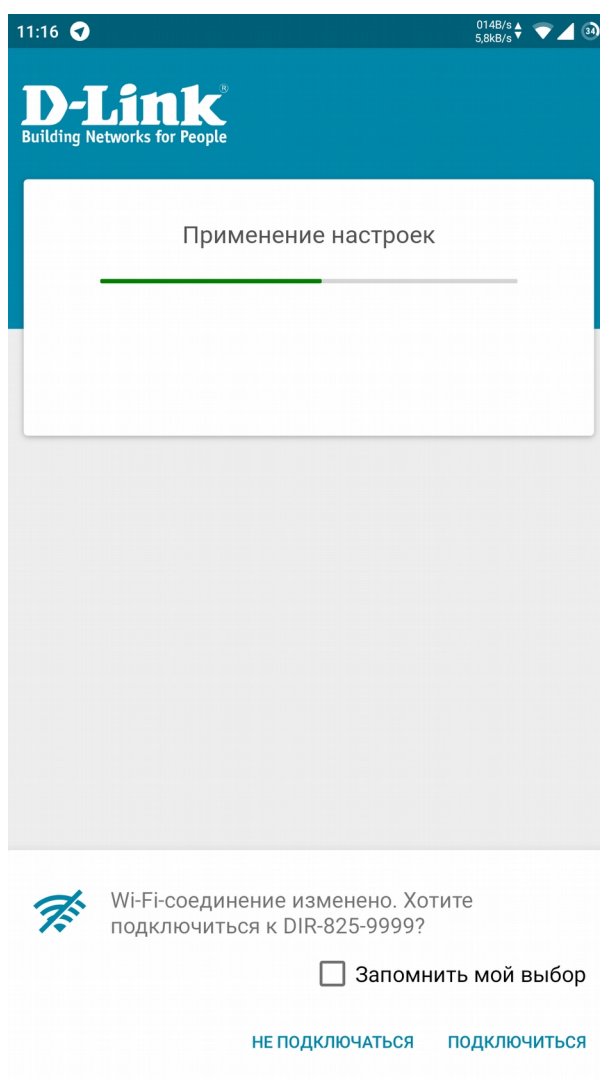 11:16
014B/s
5,8kB/s
34
D-Link®
Building Networks for People
Применение настроек
Wi-Fi-соединение изменено. Хотите
подключиться к DIR-825-9999?
Запомнить мой выбор
НЕ ПОДКЛЮЧАТЬСЯ ПОДКЛЮЧИТЬСЯ